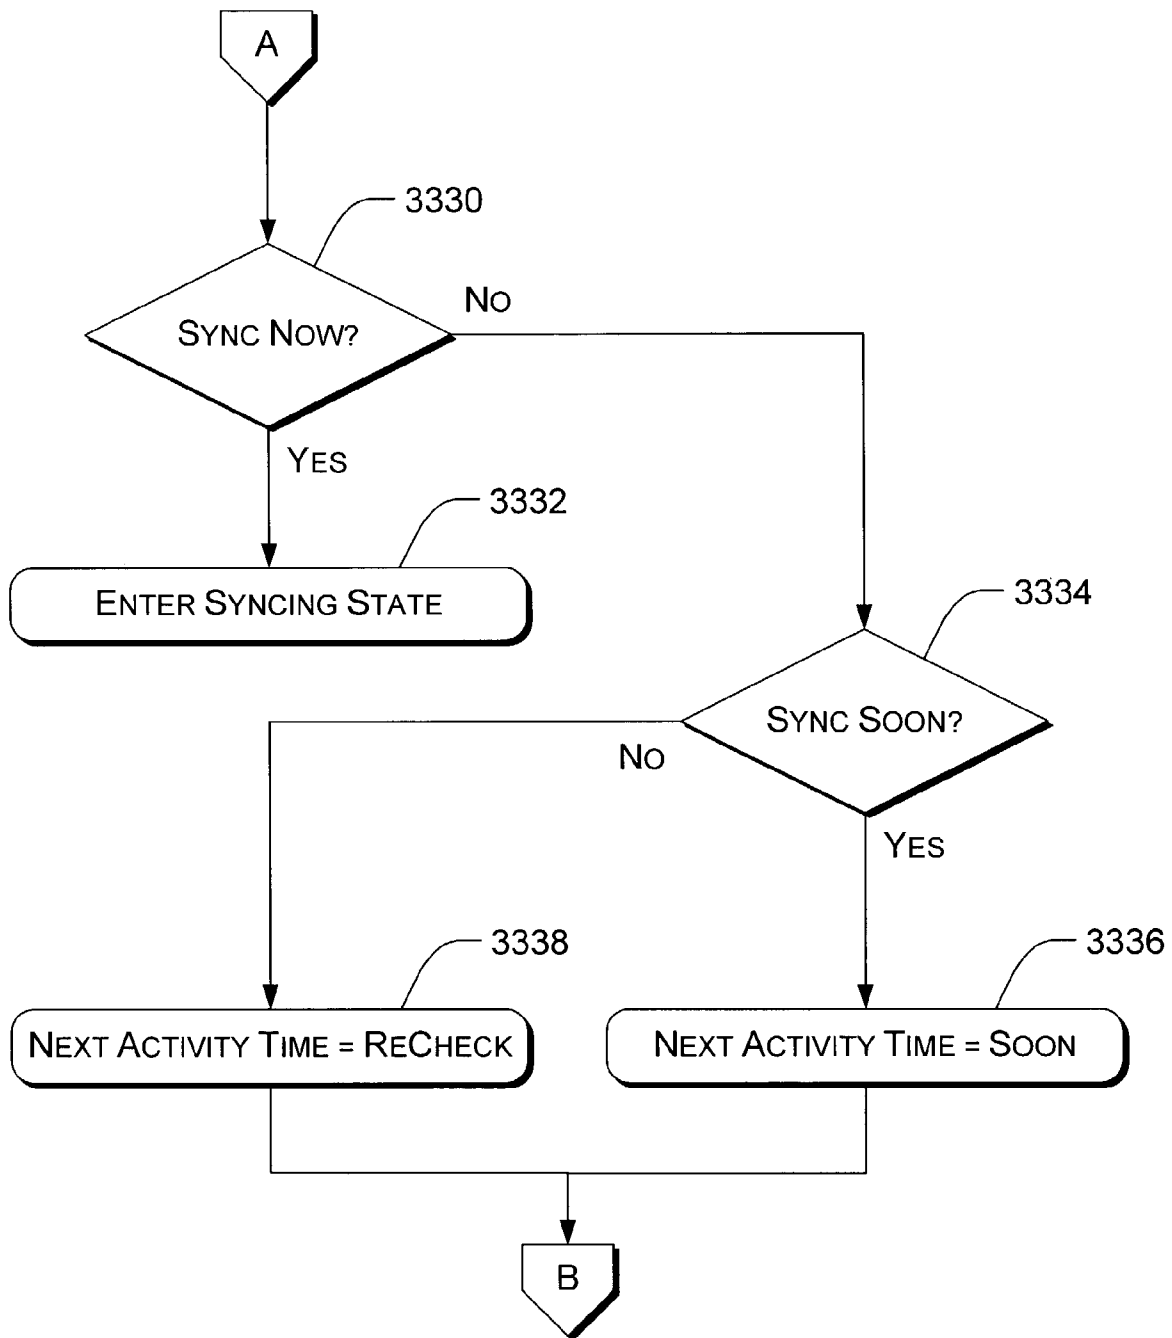 A
3330
SYNC NOW?
NO
YES
3332
ENTER SYNCING STATE
3334
SYNC SOON?
NO
YES
3338
3336
NEXT ACTIVITY TIME = RECHECK
NEXT ACTIVITY TIME = SOON
B